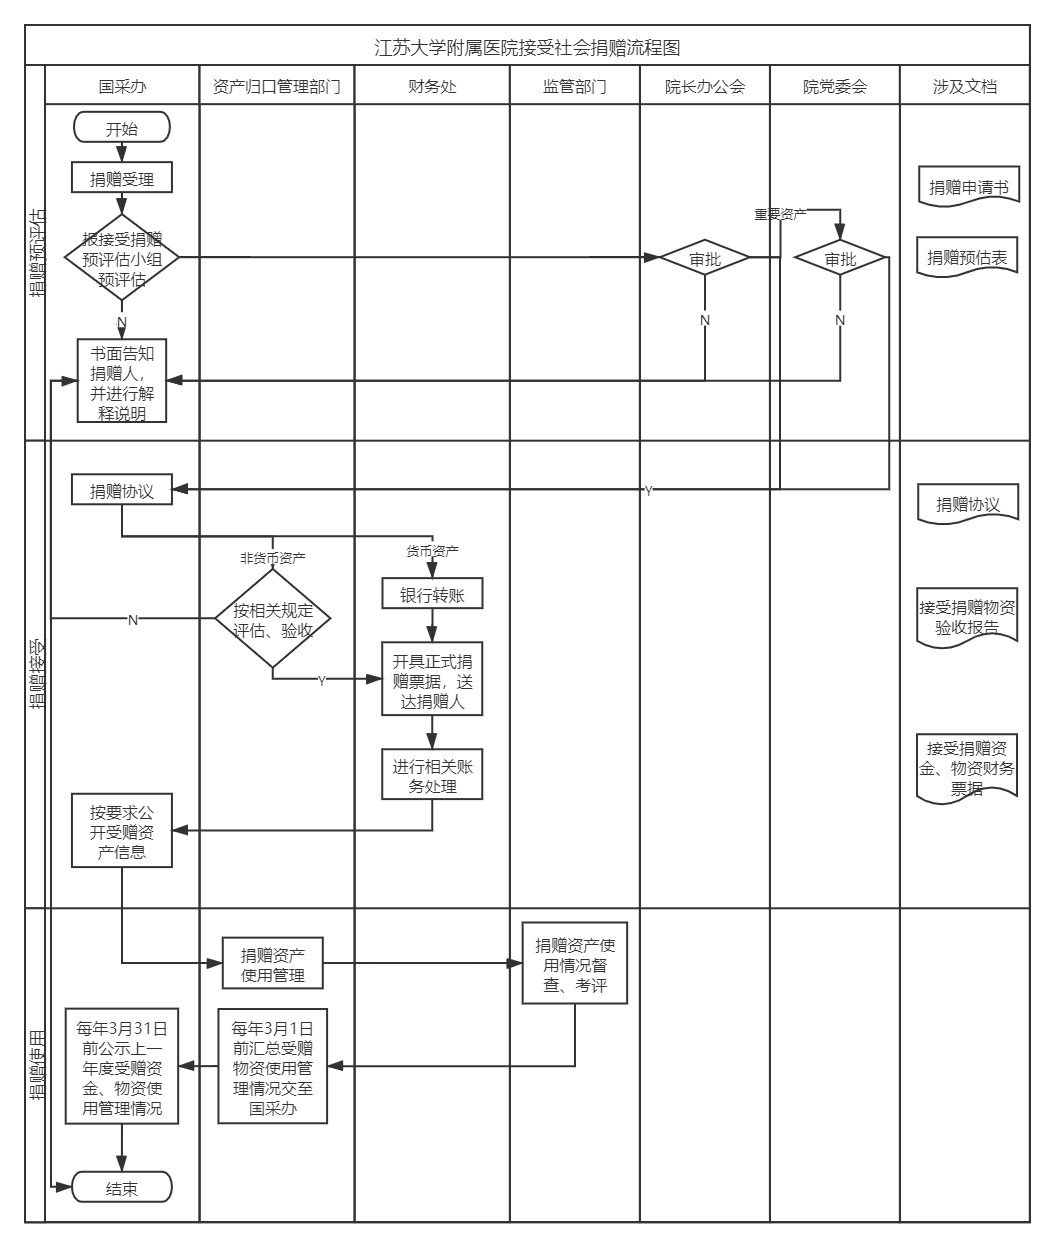 江苏大学附属医院接受社会捐赠流程图
国采办
资产归口管理部门
财务处
监管部门
院长办公会
院党委会
涉及文档
捐赠预评估
开始
捐赠受理
报接受捐赠
预评估小组
预评估
N
书面告知
捐赠人，
并进行解
释说明
审批
N
重要资产
审批
N
捐赠申请书
捐赠预估表
捐赠接受
捐赠协议
Y
非货币资产
货币资产
按相关规定
评估、验收
N
Y
银行转账
开具正式捐
赠票据，送
达捐赠人
进行相关账
务处理
按要求公
开受赠资
产信息
捐赠协议
接受捐赠物资
验收报告
接受捐赠资
金、物资财务
票据
捐赠使用
捐赠资产
使用管理
捐赠资产使
用情况督
查、考评
每年3月31日
前公示上一
年度受赠资
金、物资使
用管理情况
每年3月1日
前汇总受赠
物资使用管
理情况交至
国采办
结束